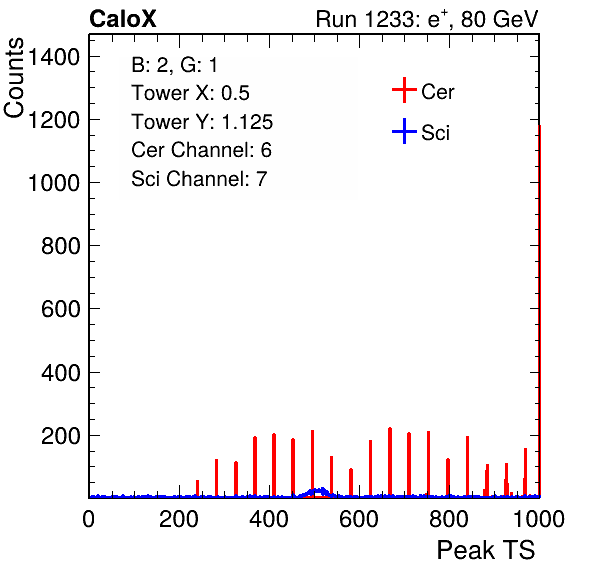 CaloX
Run 1233: e+, 80 GeV
Counts
1400
1200
1000
800
600
400
200
B: 2, G: 1
Tower X: 0.5
Tower Y: 1.125
Cer Channel: 6
Sci Channel: 7
Cer
Sci
0 200 400 600 800 1000
Peak TS